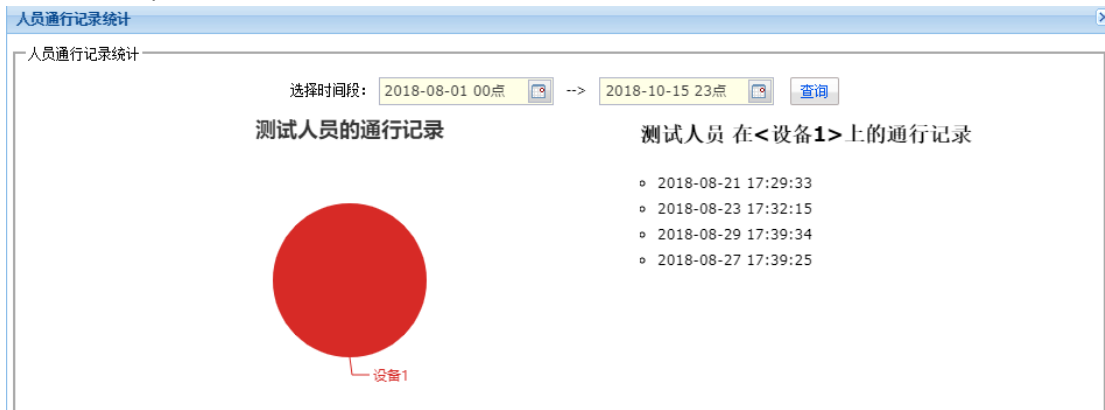 人员通行记录统计
人员通行记录统计
选择时间段： 2018-08-01 00点 --> 2018-10-15 23点 查询
测试人员的通行记录
设备1
测试人员 在<设备1>上的通行记录
2018-08-21 17:29:33
2018-08-23 17:32:15
2018-08-29 17:39:34
2018-08-27 17:39:25